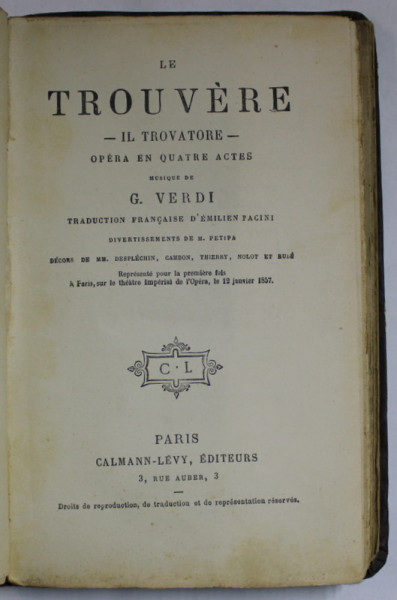 LE
TROUVÈRE
— IL TROVATORE —
OPÉRA EN QUATRE ACTES
MUSIQUE DE
G. VERDI
TRADUCTION FRANÇAISE D'ÉMILIEN PACINI
DIVERTISSEMENTS DE M. PETIPA
DÉCORS DE MM. DESPLÉCHIN, CAMBON, THIERRY, NOLOT ET RUBÉ
Représenté pour la première fois
à Paris, sur le théâtre Impérial de l'Opéra, le 12 janvier 1857.
C · L
PARIS
CALMANN-LÉVY, ÉDITEURS
3, RUE AUBER, 3
—
Droits de reproduction, de traduction et de représentation réservés.